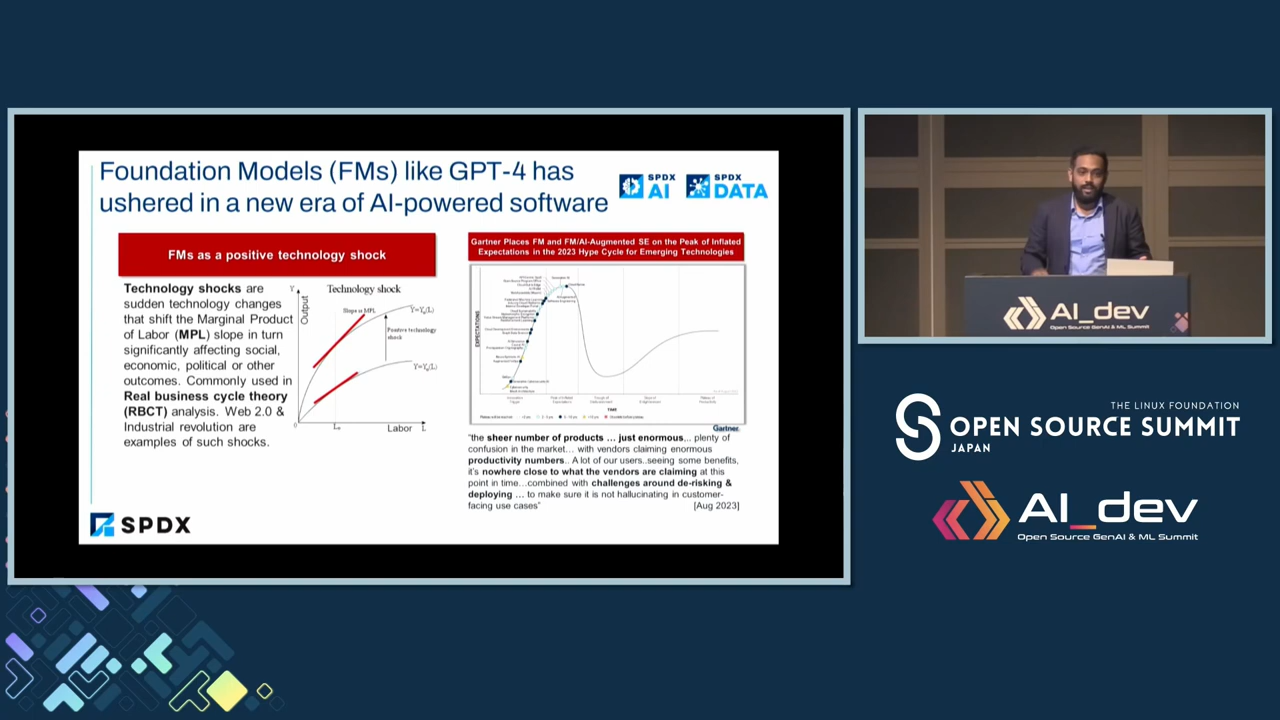 Foundation Models (FMs) like GPT-4 has
ushered in a new era of AI-powered software
SPDX
AI
SPDX
DATA
FMs as a positive technology shock
Technology shocks are
sudden technology changes
that shift the Marginal Product
of Labor (MPL) slope in turn
significantly affecting social,
economic, political or other
outcomes. Commonly used in
Real business cycle theory
(RBCT) analysis. Web 2.0 &
Industrial revolution are
examples of such shocks.
Technology shock
Y
Output
Slope is MPL
Positive technology
shock
0
Labor
L
Gartner Places FM and FM/AI-Augmented SE on the Peak of Inflated
Expectations in the 2023 Hype Cycle for Emerging Technologies
EXPECTATIONS
TIME
Gartner.
"the sheer number of products ... just enormous... plenty of
confusion in the market... with vendors claiming enormous
productivity numbers.. A lot of our users..seeing some benefits,
it's nowhere close to what the vendors are claiming at this
point in time...combined with challenges around de-risking &
deploying ... to make sure it is not hallucinating in customer-
facing use cases"
[Aug 2023]
SPDX
AI_dev
Open Source GenAI & ML Summit
THE LINUX FOUNDATION
OPEN SOURCE SUMMIT
JAPAN
AI_dev
Open Source GenAI & ML Summit